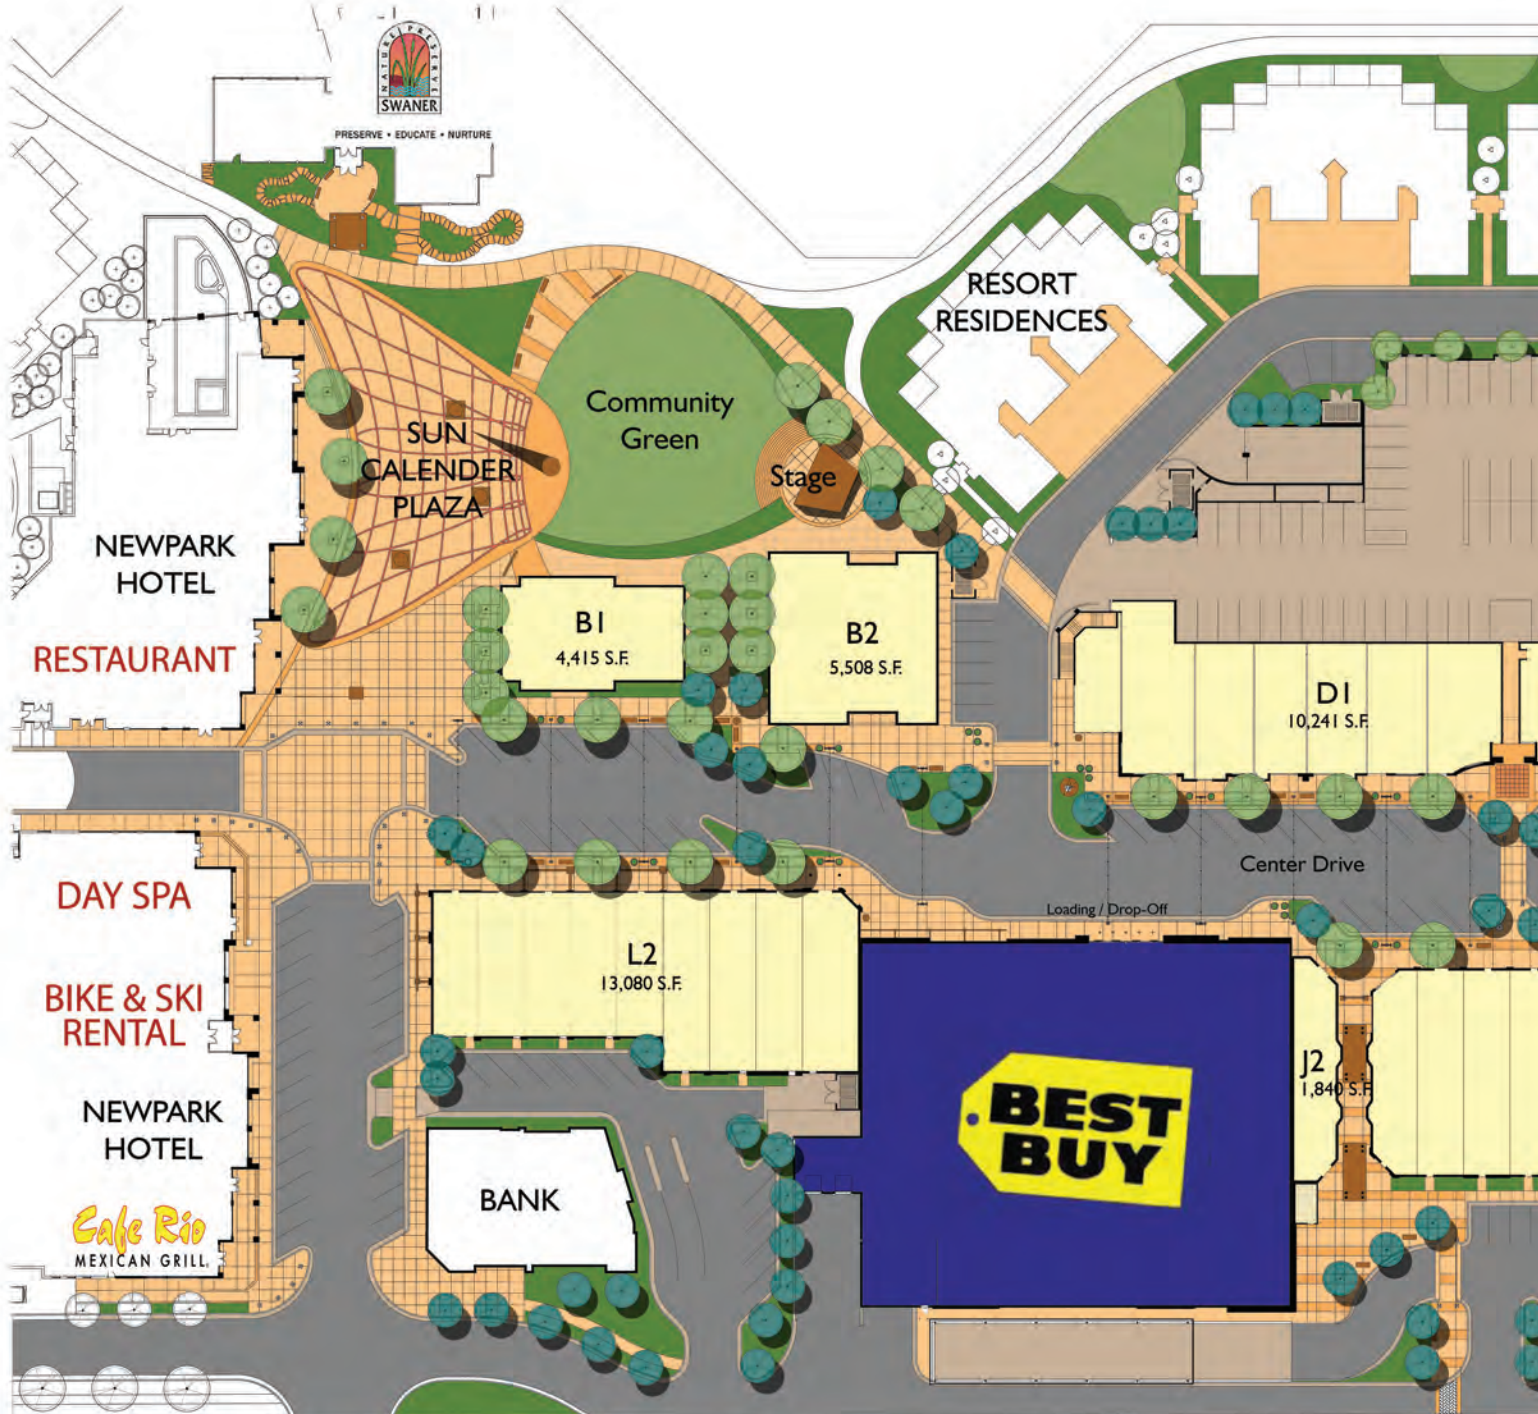 NATURE PRESERVE
SWANER
PRESERVE • EDUCATE • NURTURE
RESORT
RESIDENCES
Community
Green
SUN
CALENDER
PLAZA
Stage
NEWPARK
HOTEL
RESTAURANT
B1
4,415 S.F.
B2
5,508 S.F.
D1
10,241 S.F.
Center Drive
Loading / Drop-Off
DAY SPA
BIKE & SKI
RENTAL
L2
13,080 S.F.
J2
1,840 S.F.
BEST
BUY
NEWPARK
HOTEL
BANK
Cafe Rio
MEXICAN GRILL